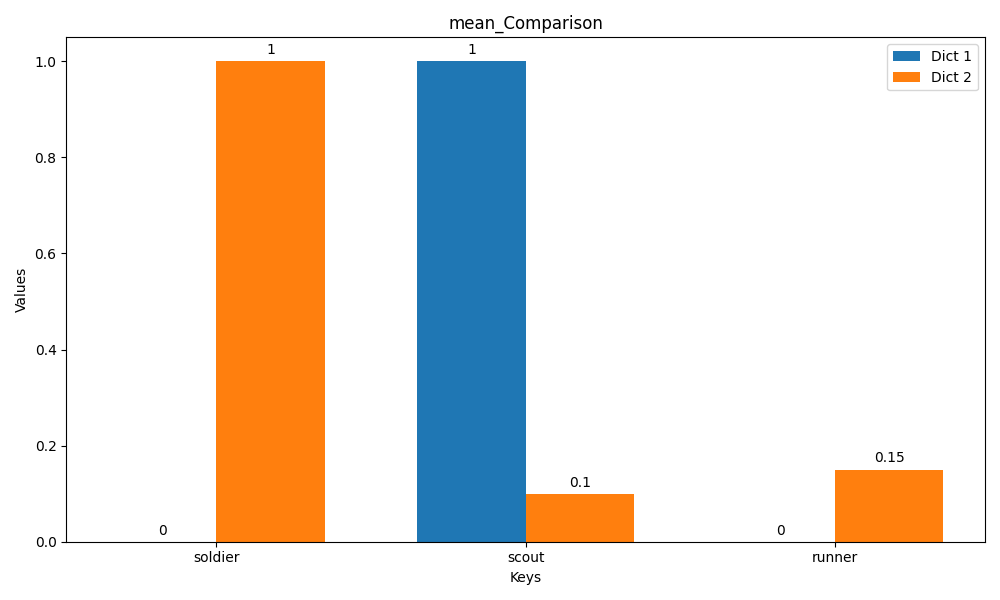 mean_Comparison
Dict 1
Dict 2
1.0
0.8
0.6
0.4
0.2
0.0
Values
0
1
1
0.1
0
0.15
soldier
scout
runner
Keys